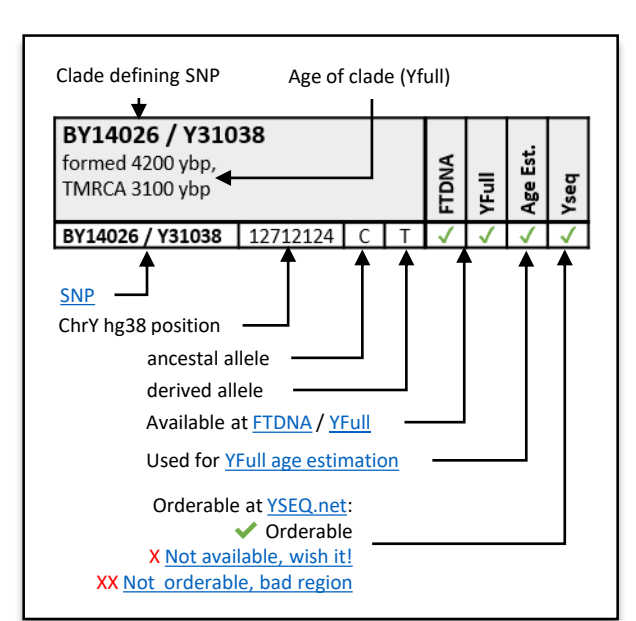 Clade defining SNP
Age of clade (Yfull)
BY14026 / Y31038
formed 4200 ybp,
TMRCA 3100 ybp
FTDNA
YFull
Age Est.
Yseq
BY14026 / Y31038 12712124 C T ✓ ✓ ✓ ✓
SNP
ChrY hg38 position
ancestal allele
derived allele
Available at FTDNA / YFull
Used for YFull age estimation
Orderable at YSEQ.net:
✓ Orderable
X Not available, wish it!
XX Not orderable, bad region